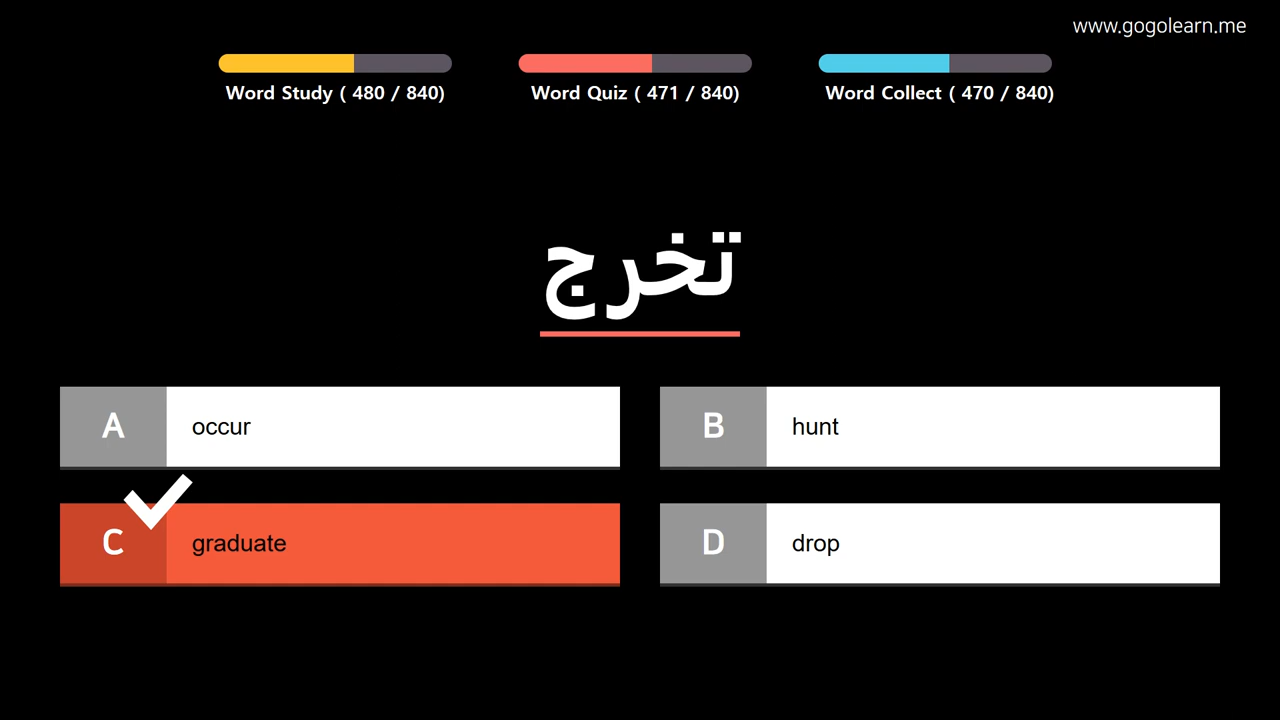 www.gogolearn.me
Word Study ( 480 / 840)
Word Quiz ( 471 / 840)
Word Collect ( 470 / 840)
تخرج
A occur
B hunt
C graduate
D drop